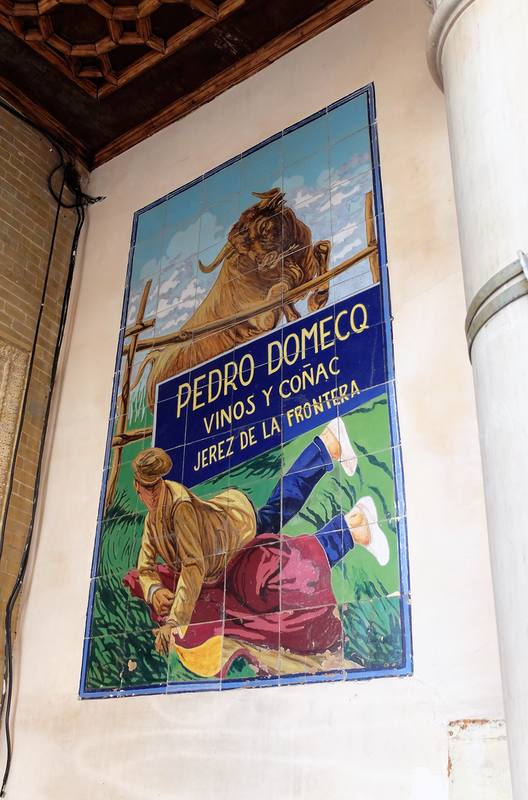 PEDRO DOMECQ
VINOS Y COÑAC
JEREZ DE LA FRONTERA